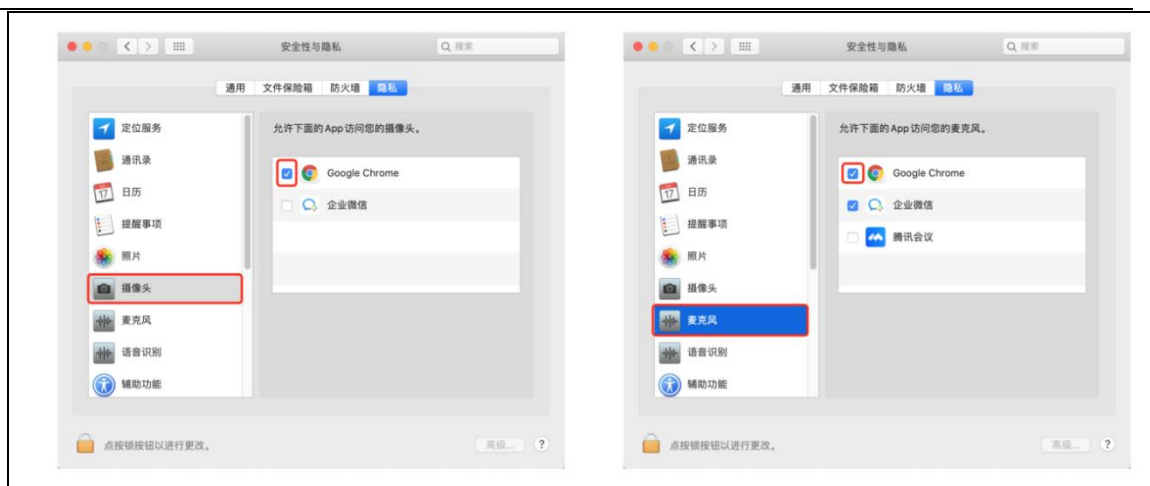 安全性与隐私
搜索
通用 文件保险箱 防火墙 隐私
定位服务
通讯录
17 日历
提醒事项
照片
摄像头
麦克风
语音识别
辅助功能
允许下面的 App 访问您的摄像头。
Google Chrome
企业微信
点按锁按钮以进行更改。
高级... ?
安全性与隐私
搜索
通用 文件保险箱 防火墙 隐私
定位服务
通讯录
17 日历
提醒事项
照片
摄像头
麦克风
语音识别
辅助功能
允许下面的 App 访问您的麦克风。
Google Chrome
企业微信
腾讯会议
点按锁按钮以进行更改。
高级... ?